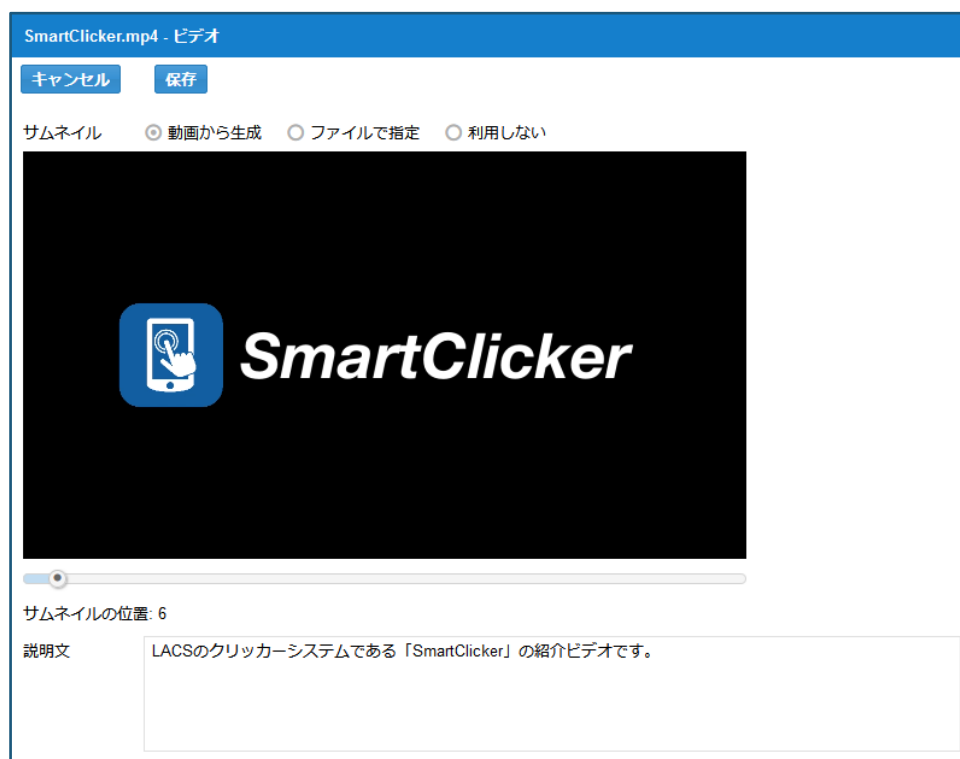 SmartClicker.mp4 - ビデオ
キャンセル 保存
サムネイル 動画から生成 ファイルで指定 利用しない
SmartClicker
サムネイルの位置: 6
説明文 LACSのクリッカーシステムである「SmartClicker」の紹介ビデオです。